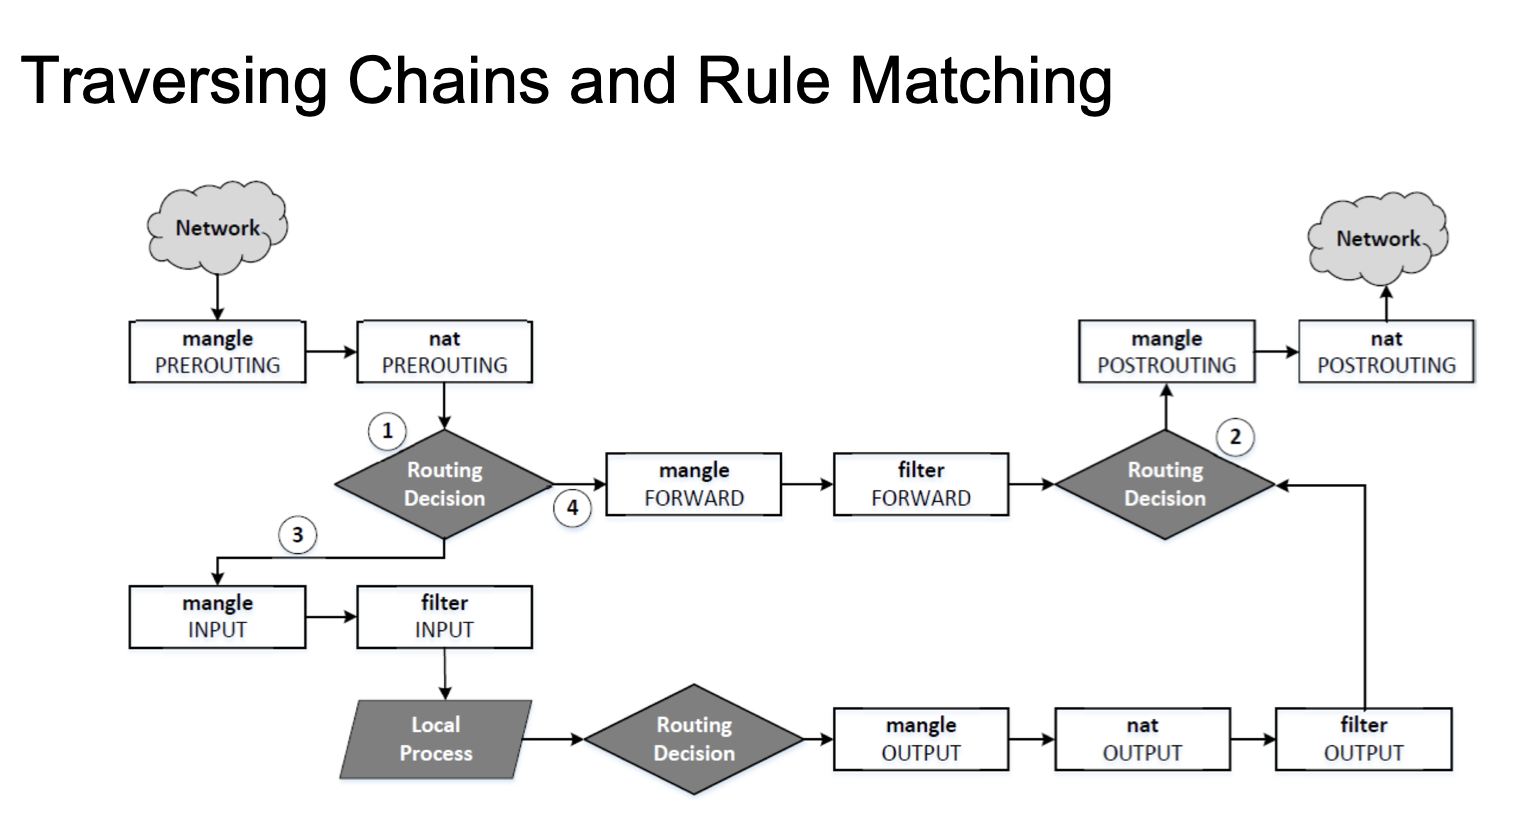 Traversing Chains and Rule Matching
Network
Network
mangle
PREROUTING
nat
PREROUTING
mangle
POSTROUTING
nat
POSTROUTING
1
Routing
Decision
4
mangle
FORWARD
filter
FORWARD
2
Routing
Decision
3
mangle
INPUT
filter
INPUT
Local
Process
Routing
Decision
mangle
OUTPUT
nat
OUTPUT
filter
OUTPUT